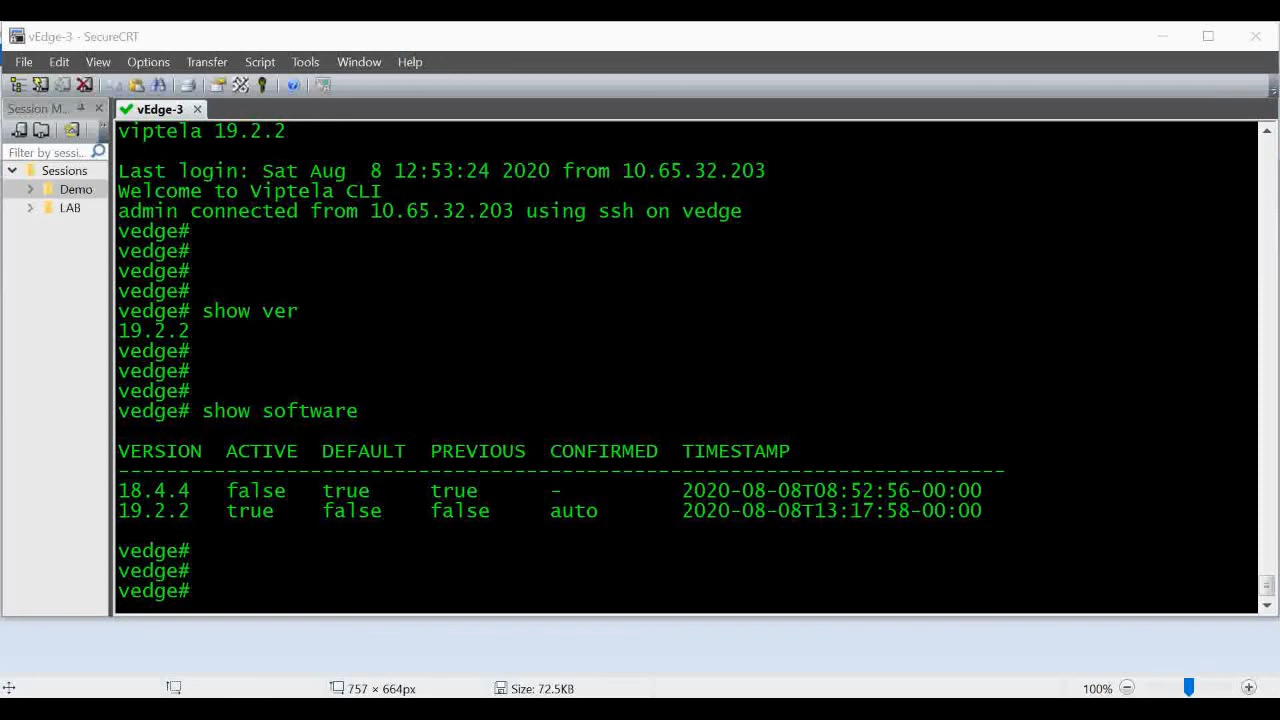 vEdge-3 - SecureCRT
File Edit View Options Transfer Script Tools Window Help
Session M...
vEdge-3
Filter by sessi...
Sessions
Demo
LAB
viptela 19.2.2
Last login: Sat Aug  8 12:53:24 2020 from 10.65.32.203
Welcome to Viptela CLI
admin connected from 10.65.32.203 using ssh on vedge
vedge#
vedge#
vedge#
vedge#
vedge# show ver
19.2.2
vedge#
vedge#
vedge#
vedge# show software
VERSION  ACTIVE  DEFAULT  PREVIOUS  CONFIRMED  TIMESTAMP
--------------------------------------------------------------------------
18.4.4   false   true     true      -          2020-08-08T08:52:56-00:00
19.2.2   true    false    false     auto       2020-08-08T13:17:58-00:00
vedge#
vedge#
vedge#
757 × 664px
Size: 72.5KB
100%